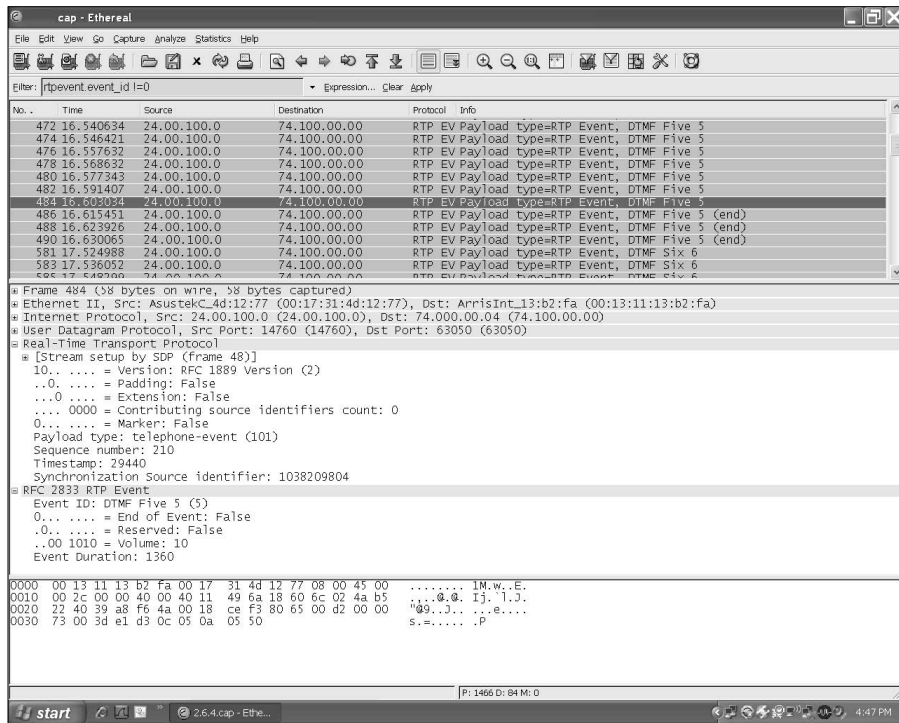 cap - Ethereal
File Edit View Go Capture Analyze Statistics Help
Filter: rtpevent.event_id !=0 Expression... Clear Apply
No. . Time Source Destination Protocol Info
472 16.540634 24.00.100.0 74.100.00.00 RTP EV Payload type=RTP Event, DTMF Five 5
474 16.546421 24.00.100.0 74.100.00.00 RTP EV Payload type=RTP Event, DTMF Five 5
476 16.557632 24.00.100.0 74.100.00.00 RTP EV Payload type=RTP Event, DTMF Five 5
478 16.568632 24.00.100.0 74.100.00.00 RTP EV Payload type=RTP Event, DTMF Five 5
480 16.577343 24.00.100.0 74.100.00.00 RTP EV Payload type=RTP Event, DTMF Five 5
482 16.591407 24.00.100.0 74.100.00.00 RTP EV Payload type=RTP Event, DTMF Five 5
484 16.603034 24.00.100.0 74.100.00.00 RTP EV Payload type=RTP Event, DTMF Five 5
486 16.615451 24.00.100.0 74.100.00.00 RTP EV Payload type=RTP Event, DTMF Five 5 (end)
488 16.623926 24.00.100.0 74.100.00.00 RTP EV Payload type=RTP Event, DTMF Five 5 (end)
490 16.630065 24.00.100.0 74.100.00.00 RTP EV Payload type=RTP Event, DTMF Five 5 (end)
581 17.524988 24.00.100.0 74.100.00.00 RTP EV Payload type=RTP Event, DTMF Six 6
583 17.536052 24.00.100.0 74.100.00.00 RTP EV Payload type=RTP Event, DTMF Six 6
585 17.548299 24.00.100.0 74.100.00.00 RTP EV Payload type=RTP Event, DTMF Six 6
Frame 484 (58 bytes on wire, 58 bytes captured)
Ethernet II, Src: AsustekC_4d:12:77 (00:17:31:4d:12:77), Dst: ArrisInt_13:b2:fa (00:13:11:13:b2:fa)
Internet Protocol, Src: 24.00.100.0 (24.00.100.0), Dst: 74.000.00.04 (74.100.00.00)
User Datagram Protocol, Src Port: 14760 (14760), Dst Port: 63050 (63050)
Real-Time Transport Protocol
[Stream setup by SDP (frame 48)]
10.. .... = Version: RFC 1889 Version (2)
..0. .... = Padding: False
...0 .... = Extension: False
.... 0000 = Contributing source identifiers count: 0
0... .... = Marker: False
Payload type: telephone-event (101)
Sequence number: 210
Timestamp: 29440
Synchronization Source identifier: 1038209804
RFC 2833 RTP Event
Event ID: DTMF Five 5 (5)
0... .... = End of Event: False
.0.. .... = Reserved: False
..00 1010 = Volume: 10
Event Duration: 1360
0000 00 13 11 13 b2 fa 00 17 31 4d 12 77 08 00 45 00 ........ 1M.w..E.
0010 00 2c 00 00 40 00 40 11 49 6a 18 60 6c 02 4a b5 .,..@.@. Ij.`l.J.
0020 22 40 39 a8 f6 4a 00 18 ce f3 80 65 00 d2 00 00 "@9..J.. ...e....
0030 73 00 3d e1 d3 0c 05 0a 05 50 s.=..... .P
P: 1466 D: 84 M: 0
start 2.6.4.cap - Ethe... 4:47 PM